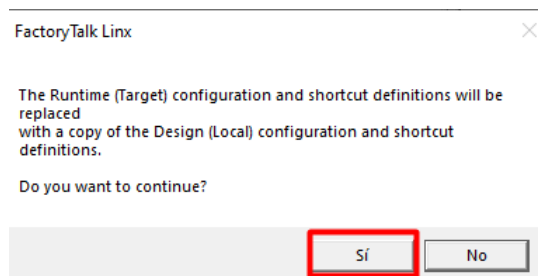 FactoryTalk Linx
The Runtime (Target) configuration and shortcut definitions will be
replaced
with a copy of the Design (Local) configuration and shortcut
definitions.
Do you want to continue?
Sí
No